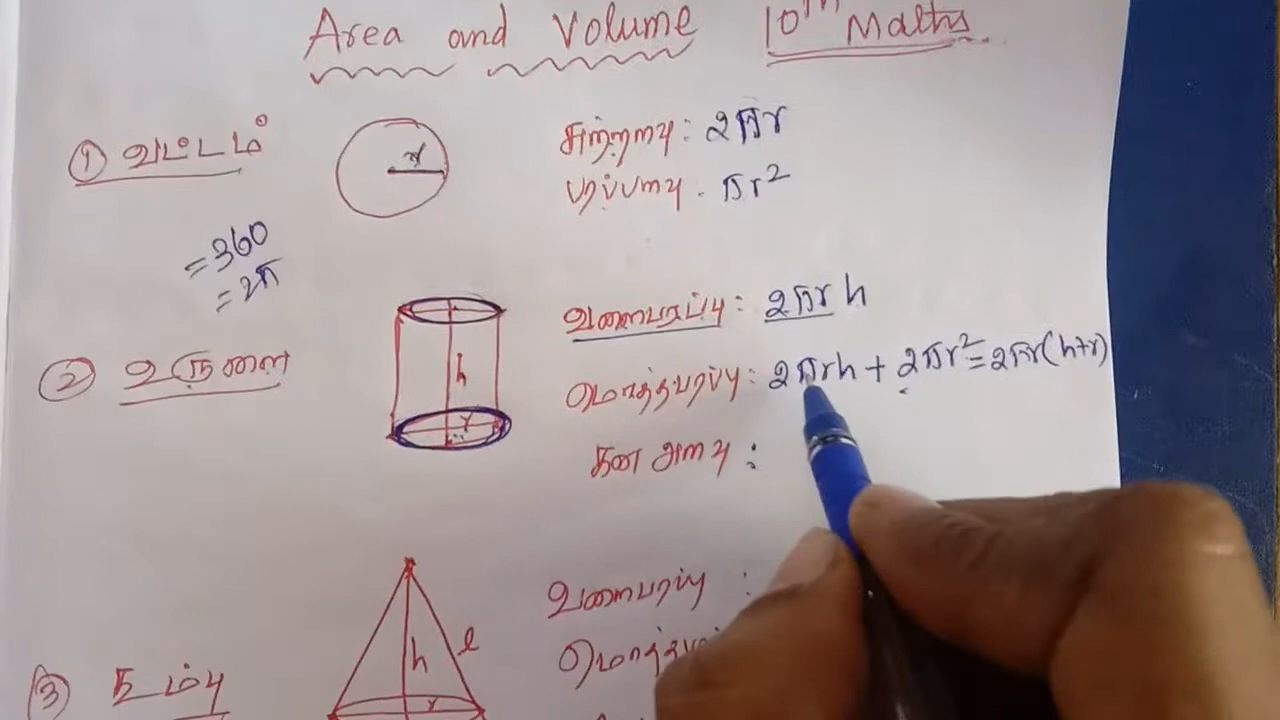 Area and Volume 10th Maths
① வட்டம்
r
சுற்றளவு : 2πr
பரப்பளவு . πr²
= 360
= 2π
② உருளை
h
r
வளைபரப்பு : 2πr h
மொத்தபரப்பு : 2πrh + 2πr² = 2πr(h+r)
கன அளவு :
③ கூம்பு
h
l
r
வளைபரப்பு :